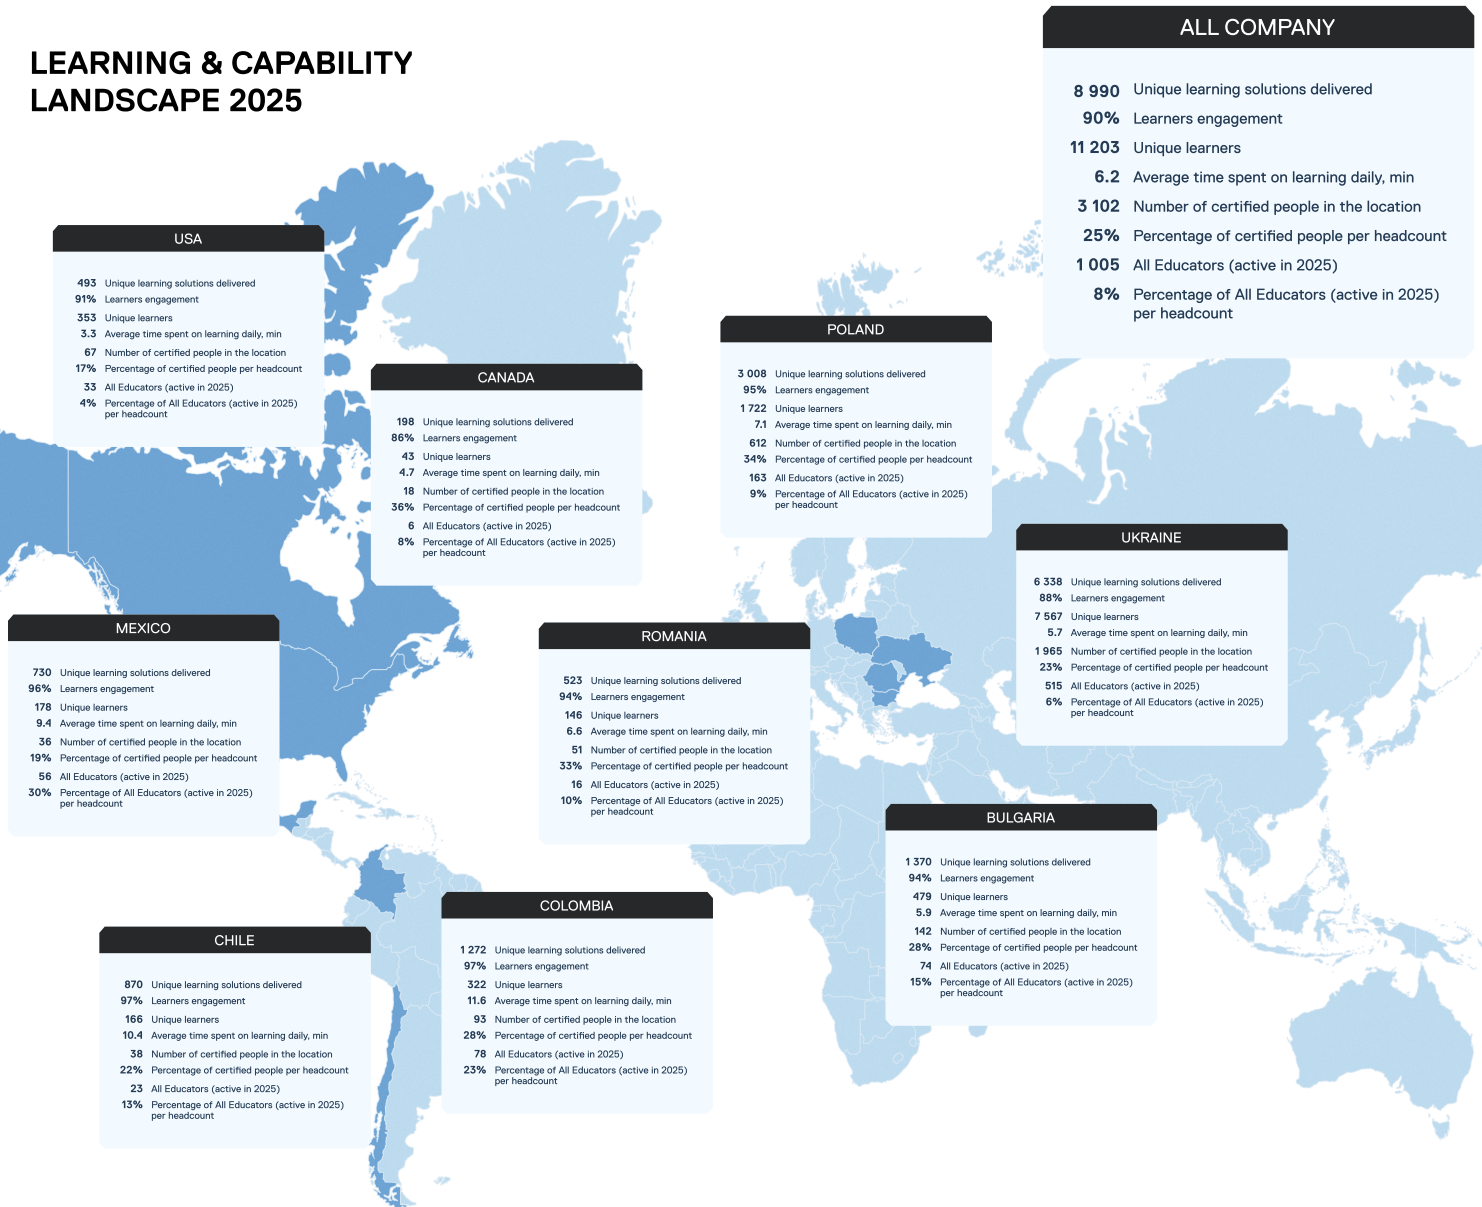 LEARNING & CAPABILITY
LANDSCAPE 2025
ALL COMPANY
8 990 Unique learning solutions delivered
90% Learners engagement
11 203 Unique learners
6.2 Average time spent on learning daily, min
3 102 Number of certified people in the location
25% Percentage of certified people per headcount
1 005 All Educators (active in 2025)
8% Percentage of All Educators (active in 2025)
per headcount
USA
493 Unique learning solutions delivered
91% Learners engagement
353 Unique learners
3.3 Average time spent on learning daily, min
67 Number of certified people in the location
17% Percentage of certified people per headcount
33 All Educators (active in 2025)
4% Percentage of All Educators (active in 2025)
per headcount
CANADA
198 Unique learning solutions delivered
86% Learners engagement
43 Unique learners
4.7 Average time spent on learning daily, min
18 Number of certified people in the location
36% Percentage of certified people per headcount
6 All Educators (active in 2025)
8% Percentage of All Educators (active in 2025)
per headcount
POLAND
3 008 Unique learning solutions delivered
95% Learners engagement
1 722 Unique learners
7.1 Average time spent on learning daily, min
612 Number of certified people in the location
34% Percentage of certified people per headcount
163 All Educators (active in 2025)
9% Percentage of All Educators (active in 2025)
per headcount
UKRAINE
6 338 Unique learning solutions delivered
88% Learners engagement
7 567 Unique learners
5.7 Average time spent on learning daily, min
1 965 Number of certified people in the location
23% Percentage of certified people per headcount
515 All Educators (active in 2025)
6% Percentage of All Educators (active in 2025)
per headcount
MEXICO
730 Unique learning solutions delivered
96% Learners engagement
178 Unique learners
9.4 Average time spent on learning daily, min
36 Number of certified people in the location
19% Percentage of certified people per headcount
56 All Educators (active in 2025)
30% Percentage of All Educators (active in 2025)
per headcount
ROMANIA
523 Unique learning solutions delivered
94% Learners engagement
146 Unique learners
6.6 Average time spent on learning daily, min
51 Number of certified people in the location
33% Percentage of certified people per headcount
16 All Educators (active in 2025)
10% Percentage of All Educators (active in 2025)
per headcount
BULGARIA
1 370 Unique learning solutions delivered
94% Learners engagement
479 Unique learners
5.9 Average time spent on learning daily, min
142 Number of certified people in the location
28% Percentage of certified people per headcount
74 All Educators (active in 2025)
15% Percentage of All Educators (active in 2025)
per headcount
COLOMBIA
1 272 Unique learning solutions delivered
97% Learners engagement
322 Unique learners
11.6 Average time spent on learning daily, min
93 Number of certified people in the location
28% Percentage of certified people per headcount
78 All Educators (active in 2025)
23% Percentage of All Educators (active in 2025)
per headcount
CHILE
870 Unique learning solutions delivered
97% Learners engagement
166 Unique learners
10.4 Average time spent on learning daily, min
38 Number of certified people in the location
22% Percentage of certified people per headcount
23 All Educators (active in 2025)
13% Percentage of All Educators (active in 2025)
per headcount